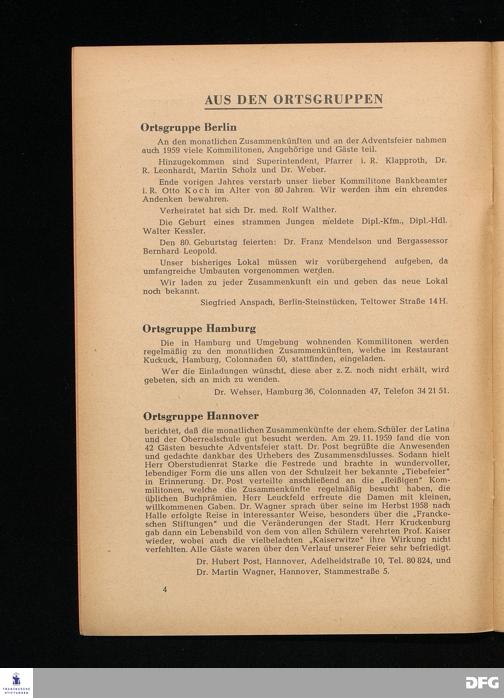 AUS DEN ORTSGRUPPEN
Ortsgruppe Berlin
An den monatlichen Zusammenkünften und an der Adventsfeier nahmen
auch 1959 viele Kommilitonen, Angehörige und Gäste teil.
Hinzugekommen sind Superintendent, Pfarrer i. R. Klapproth, Dr.
R. Leonhardt, Martin Scholz und Dr. Weber.
Ende vorigen Jahres verstarb unser lieber Kommilitone Bankbeamter
i. R. Otto Koch im Alter von 80 Jahren. Wir werden ihm ein ehrendes
Andenken bewahren.
Verheiratet hat sich Dr. med. Rolf Walther.
Die Geburt eines strammen Jungen meldete Dipl.-Kfm., Dipl.-Hdl.
Walter Kessler.
Den 80. Geburtstag feierten: Dr. Franz Mendelson und Bergassessor
Bernhard Leopold.
Unser bisheriges Lokal müssen wir vorübergehend aufgeben, da
umfangreiche Umbauten vorgenommen werden.
Wir laden zu jeder Zusammenkunft ein und geben das neue Lokal
noch bekannt.
Siegfried Anspach, Berlin-Steinstücken, Teltower Straße 14 H.
Ortsgruppe Hamburg
Die in Hamburg und Umgebung wohnenden Kommilitonen werden
regelmäßig zu den monatlichen Zusammenkünften, welche im Restaurant
Kuckuk, Hamburg, Colonnaden 60, stattfinden, eingeladen.
Wer die Einladungen wünscht, diese aber z. Z. noch nicht erhält, wird
gebeten, sich an mich zu wenden.
Dr. Wehser, Hamburg 36, Colonnaden 47, Telefon 34 21 51.
Ortsgruppe Hannover
berichtet, daß die monatlichen Zusammenkünfte der ehem. Schüler der Latina
und der Oberrealschule gut besucht werden. Am 29. 11. 1959 fand die von
42 Gästen besuchte Adventsfeier statt. Dr. Post begrüßte die Anwesenden
und gedachte dankbar des Urhebers des Zusammenschlusses. Sodann hielt
Herr Oberstudienrat Starke die Festrede und brachte in wundervoller,
lebendiger Form die uns allen von der Schulzeit her bekannte „Tiebefeier"
in Erinnerung. Dr. Post verteilte anschließend an die „fleißigen" Kom-
militonen, welche die Zusammenkünfte regelmäßig besucht haben, die
üblichen Buchprämien. Herr Leuckfeld erfreute die Damen mit kleinen,
willkommenen Gaben. Dr. Wagner sprach über seine im Herbst 1958 nach
Halle erfolgte Reise in interessanter Weise, besonders über die „Francke-
schen Stiftungen" und die Veränderungen der Stadt. Herr Kruckenburg
gab dann ein Lebensbild von dem von allen Schülern verehrten Prof. Kaiser
wieder, wobei auch die vielbelachten „Kaiserwitze" ihre Wirkung nicht
verfehlten. Alle Gäste waren über den Verlauf unserer Feier sehr befriedigt.
Dr. Hubert Post, Hannover, Adelheidstraße 10, Tel. 80 824, und
Dr. Martin Wagner, Hannover, Stammestraße 5.
4
FRANCKESCHE
STIFTUNGEN
DFG